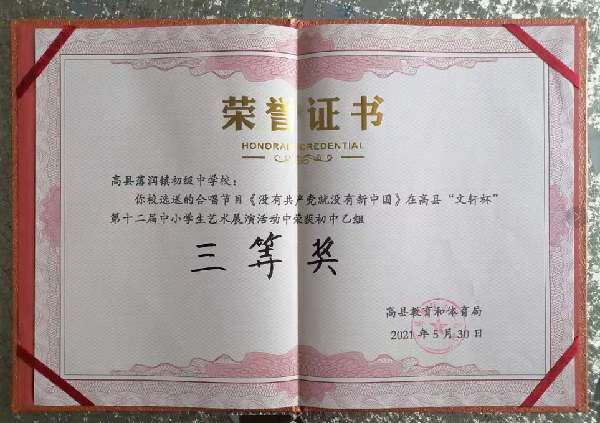 荣誉证书
HONORARY CREDENTIAL
高县落润镇初级中学校：
你校选送的合唱节目《没有共产党就没有新中国》在高县“文轩杯”
第十二届中小学生艺术展演活动中荣获初中乙组
三等奖
高县教育和体育局
2021年5月30日